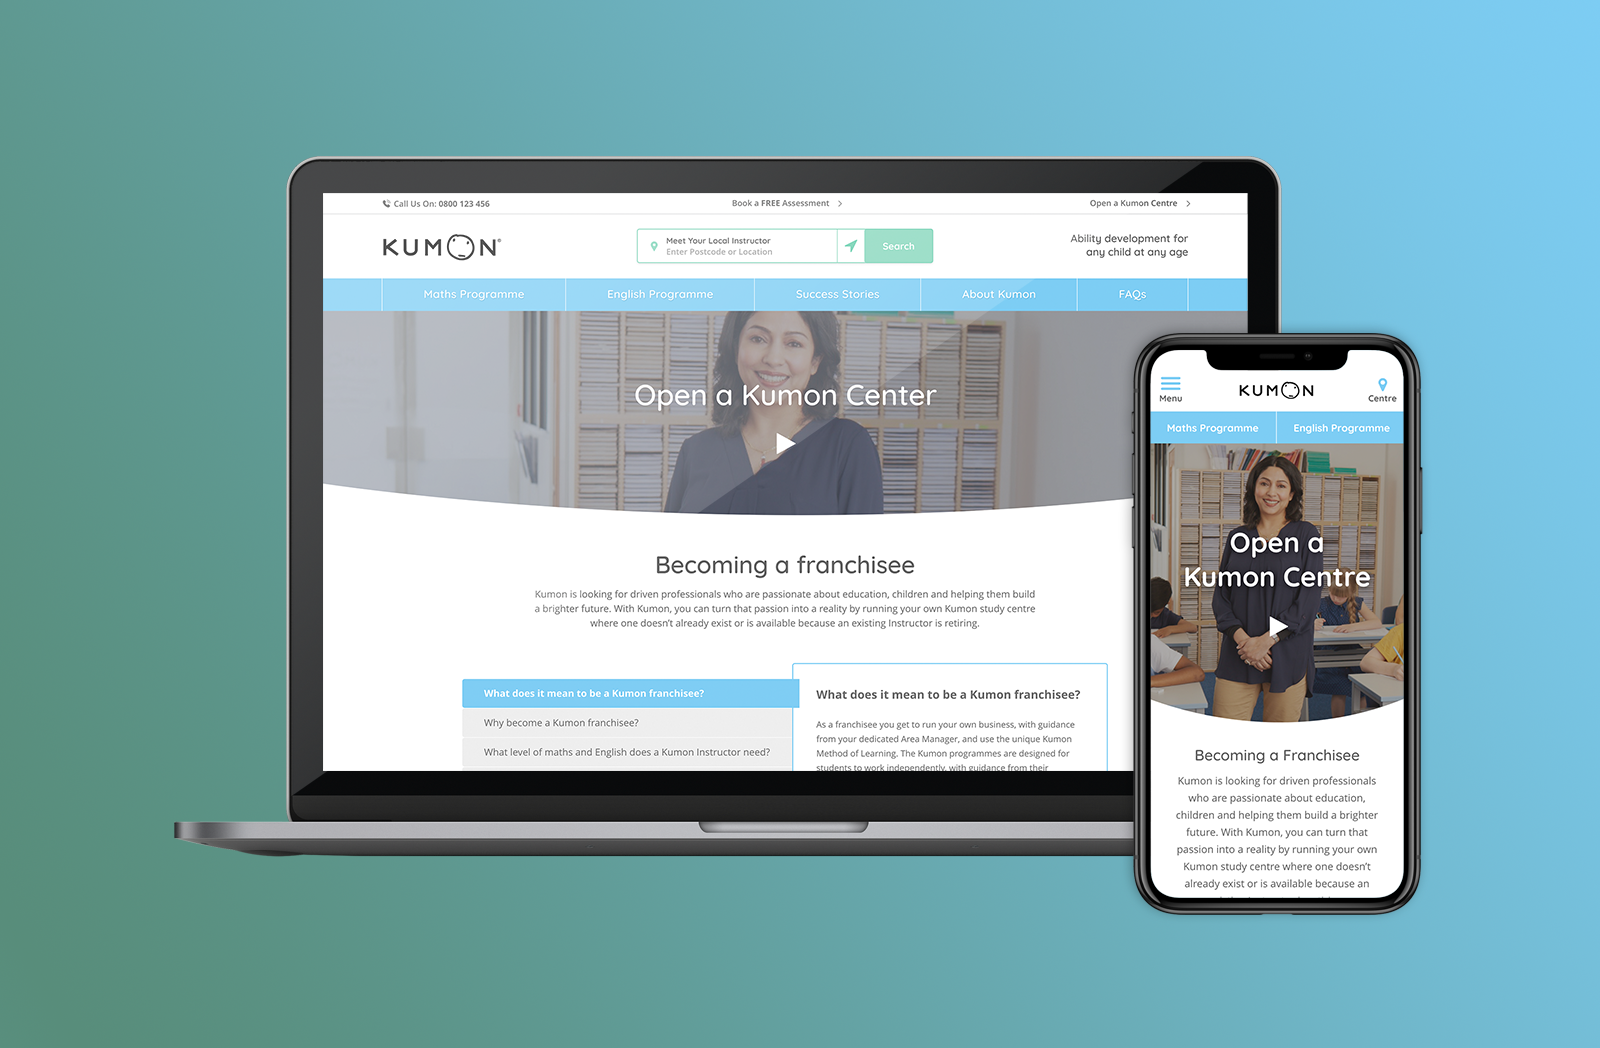 Call Us On: 0800 123 456
Book a FREE Assessment
Open a Kumon Centre
KUMON®
Meet Your Local Instructor
Enter Postcode or Location
Search
Ability development for
any child at any age
Maths Programme
English Programme
Success Stories
About Kumon
FAQs
Open a Kumon Center
Becoming a franchisee
Kumon is looking for driven professionals who are passionate about education, children and helping them build
a brighter future. With Kumon, you can turn that passion into a reality by running your own Kumon study centre
where one doesn't already exist or is available because an existing Instructor is retiring.
What does it mean to be a Kumon franchisee?
Why become a Kumon franchisee?
What level of maths and English does a Kumon Instructor need?
What does it mean to be a Kumon franchisee?
As a franchisee you get to run your own business, with guidance
from your dedicated Area Manager, and use the unique Kumon
Method of Learning. The Kumon programmes are designed for
students to work independently, with guidance from their
Menu
KUMON
Centre
Maths Programme
English Programme
Open a
Kumon Centre
Becoming a Franchisee
Kumon is looking for driven professionals
who are passionate about education,
children and helping them build a brighter
future. With Kumon, you can turn that
passion into a reality by running your own
Kumon study centre where one doesn't
already exist or is available because an